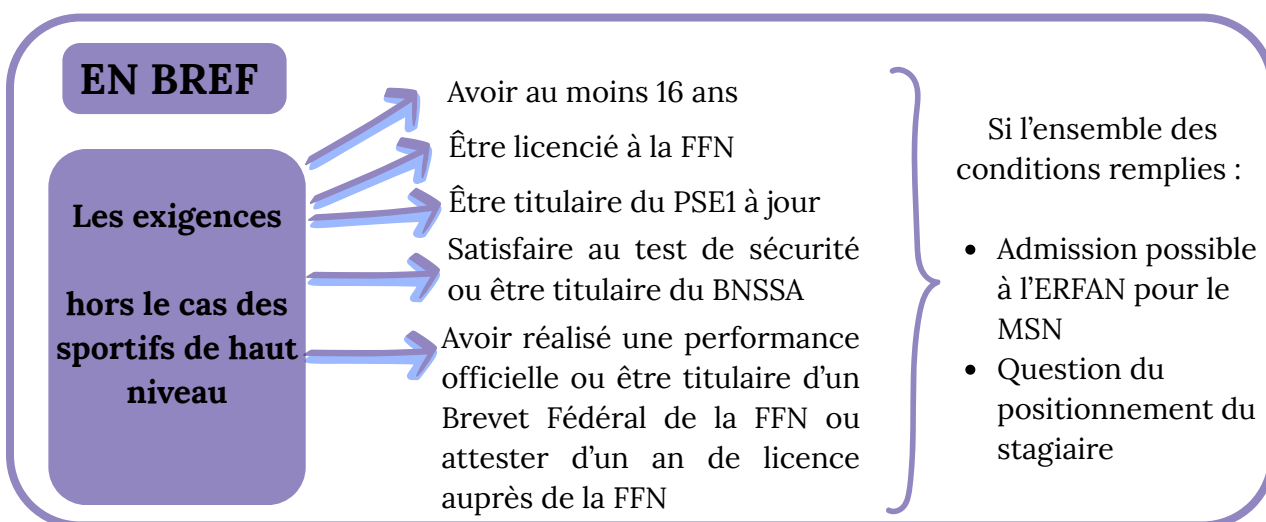 EN BREF
Les exigences
hors le cas des
sportifs de haut
niveau
Avoir au moins 16 ans
Être licencié à la FFN
Être titulaire du PSE1 à jour
Satisfaire au test de sécurité
ou être titulaire du BNSSA
Avoir réalisé une performance
officielle ou être titulaire d’un
Brevet Fédéral de la FFN ou
attester d’un an de licence
auprès de la FFN
Si l’ensemble des
conditions remplies :
• Admission possible
à l’ERFAN pour le
MSN
• Question du
positionnement du
stagiaire